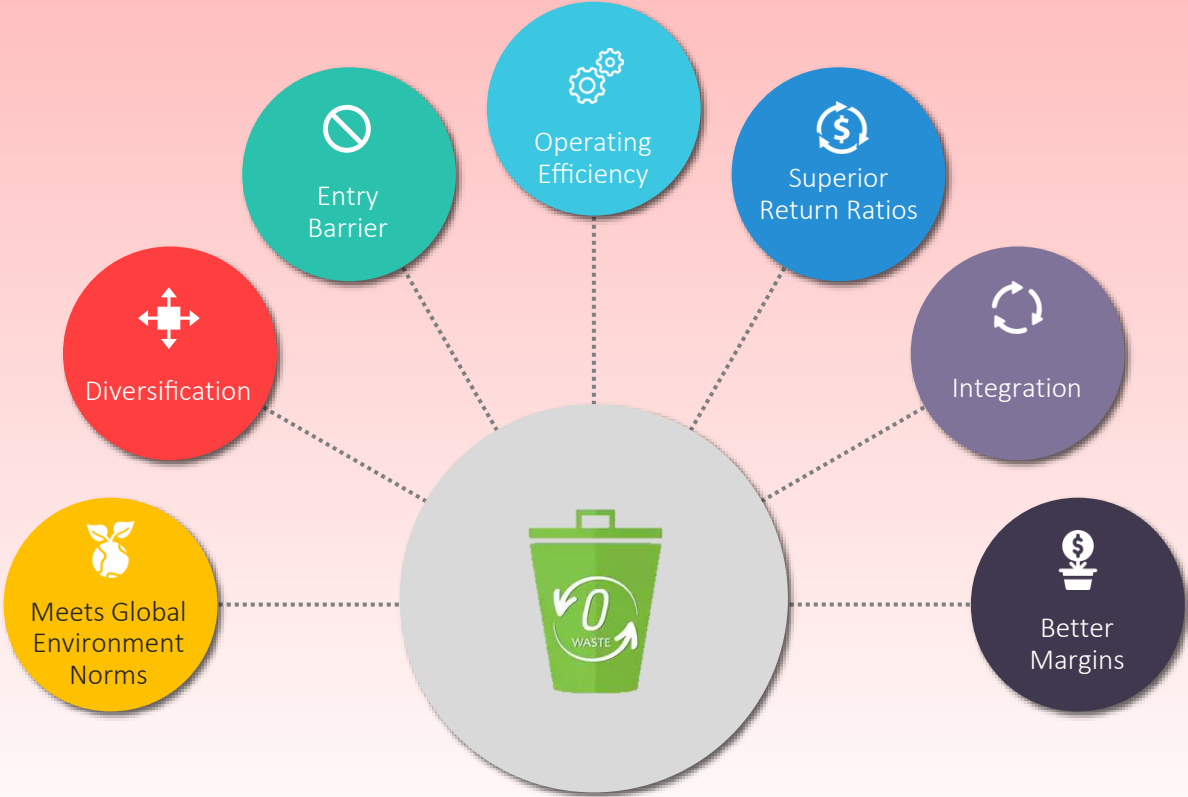 Operating
Efficiency
Entry
Barrier
Superior
Return Ratios
Diversification
Integration
Meets Global
Environment
Norms
0
WASTE
Better
Margins